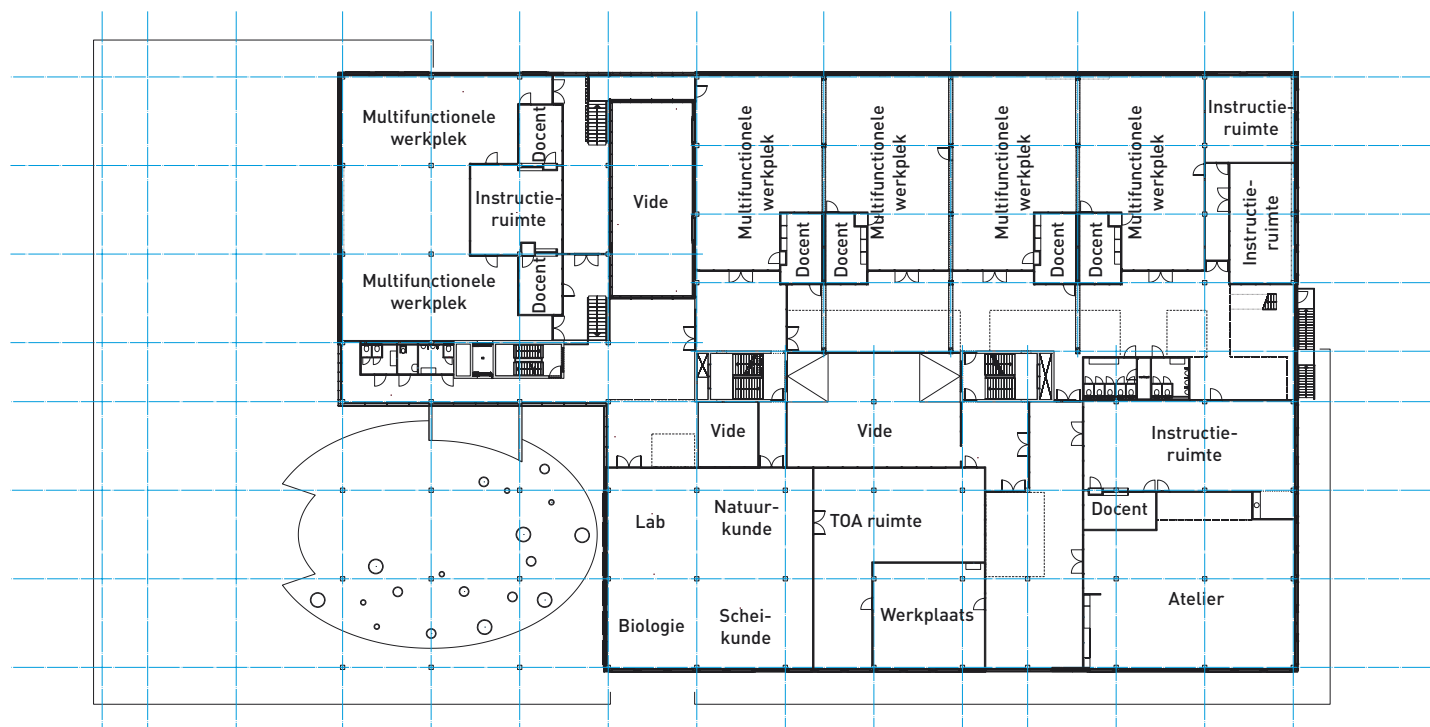 Multifunctionele
werkplek
Docent
Instructie-
ruimte
Docent
Multifunctionele
werkplek
Vide
Multifunctionele
werkplek
Docent
Docent
Multifunctionele
werkplek
Multifunctionele
werkplek
Docent
Docent
Multifunctionele
werkplek
Instructie-
ruimte
Instructie-
ruimte
Vide
Vide
Instructie-
ruimte
Lab
Natuur-
kunde
TOA ruimte
Docent
Biologie
Schei-
kunde
Werkplaats
Atelier